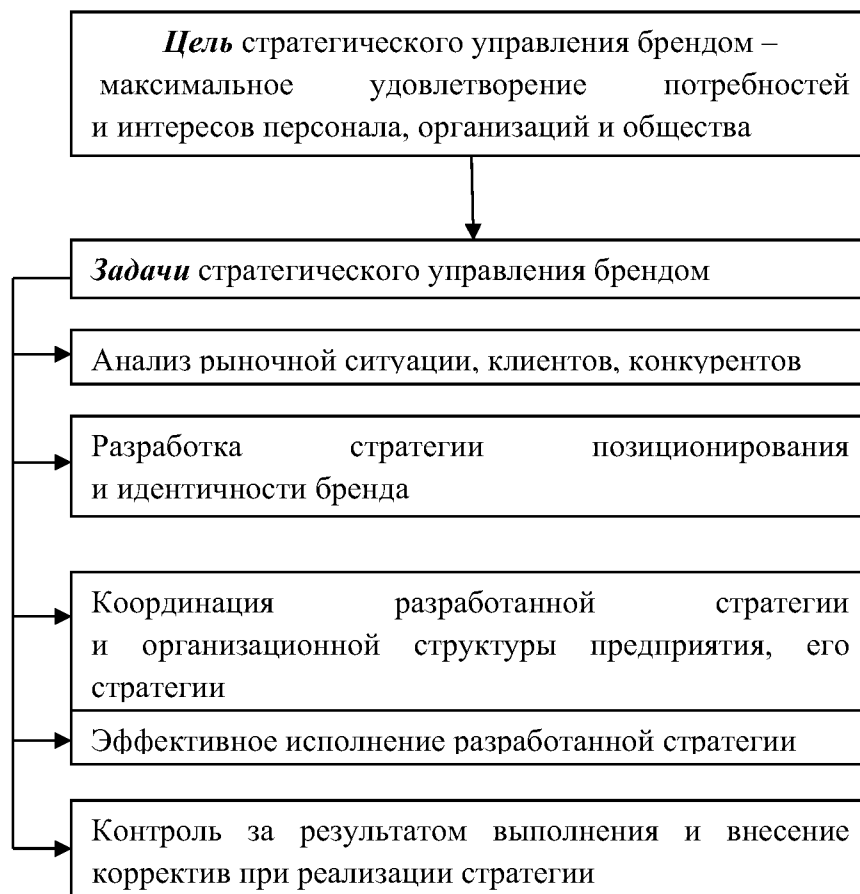 Цель стратегического управления брендом –
максимальное удовлетворение потребностей
и интересов персонала, организаций и общества
Задачи стратегического управления брендом
Анализ рыночной ситуации, клиентов, конкурентов
Разработка стратегии позиционирования
и идентичности бренда
Координация разработанной стратегии
и организационной структуры предприятия, его
стратегии
Эффективное исполнение разработанной стратегии
Контроль за результатом выполнения и внесение
корректив при реализации стратегии